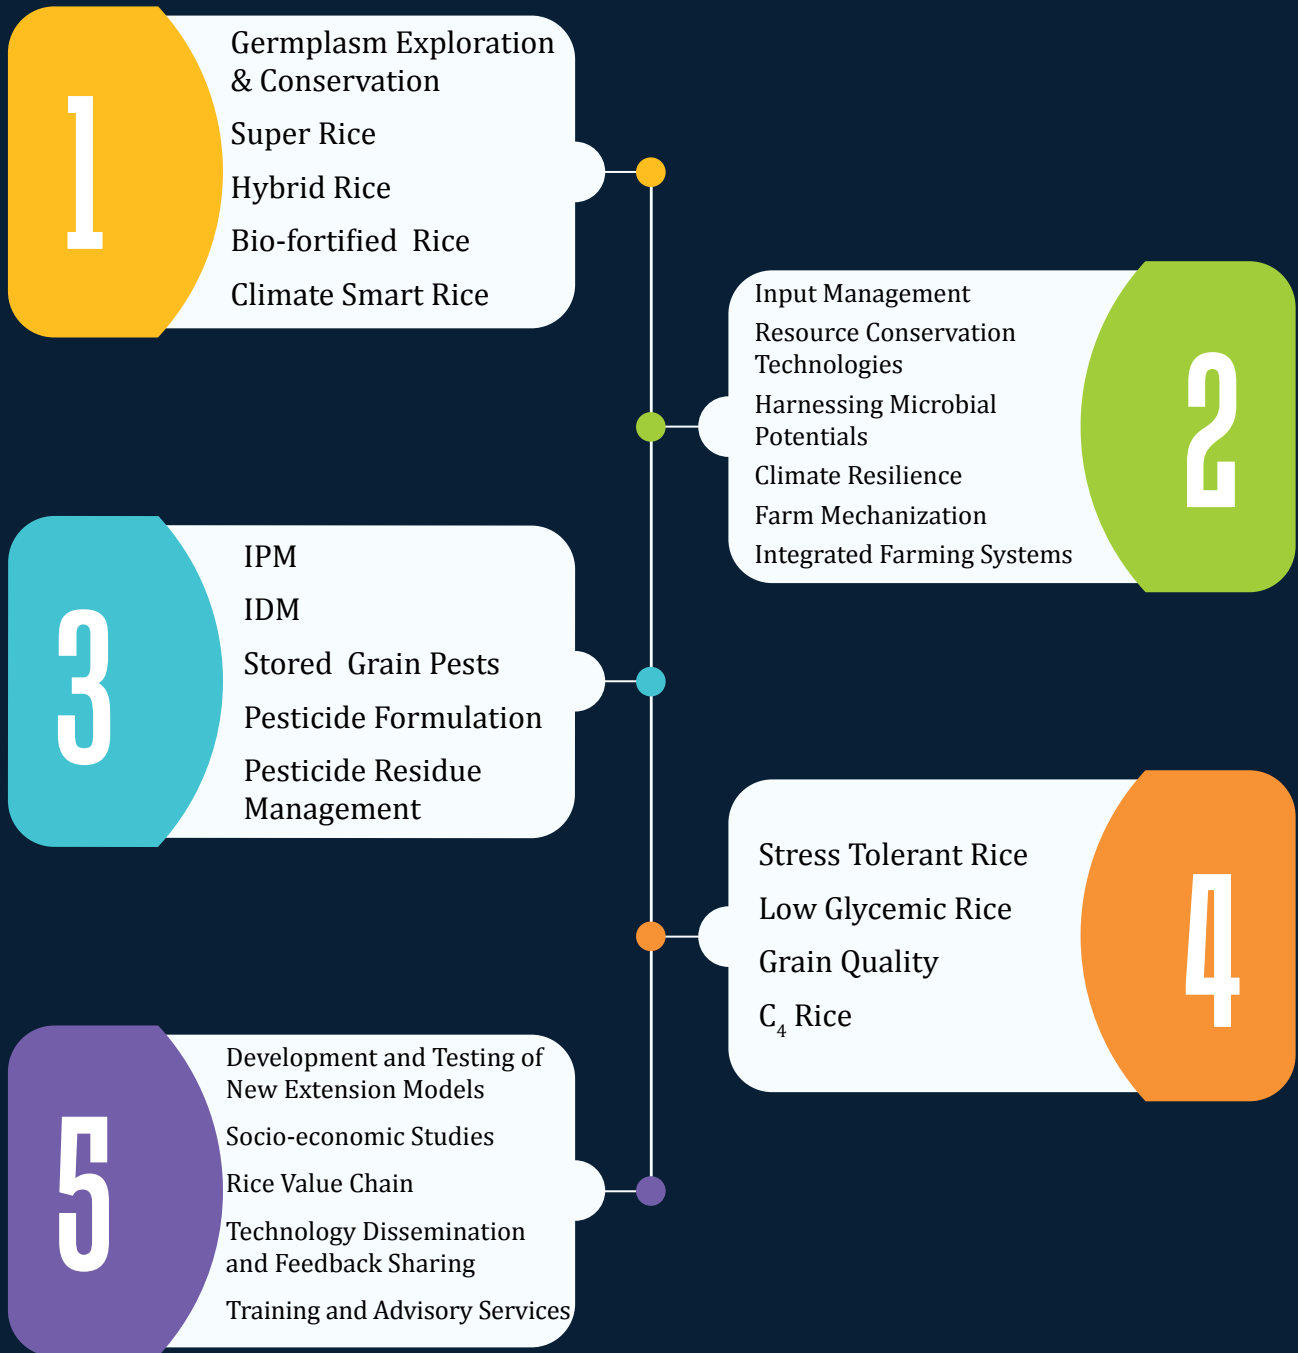 1
Germplasm Exploration
& Conservation
Super Rice
Hybrid Rice
Bio-fortified  Rice
Climate Smart Rice
2
Input Management
Resource Conservation
Technologies
Harnessing Microbial
Potentials
Climate Resilience
Farm Mechanization
Integrated Farming Systems
3
IPM
IDM
Stored  Grain Pests
Pesticide Formulation
Pesticide Residue
Management
4
Stress Tolerant Rice
Low Glycemic Rice
Grain Quality
C₄ Rice
5
Development and Testing of
New Extension Models
Socio-economic Studies
Rice Value Chain
Technology Dissemination
and Feedback Sharing
Training and Advisory Services